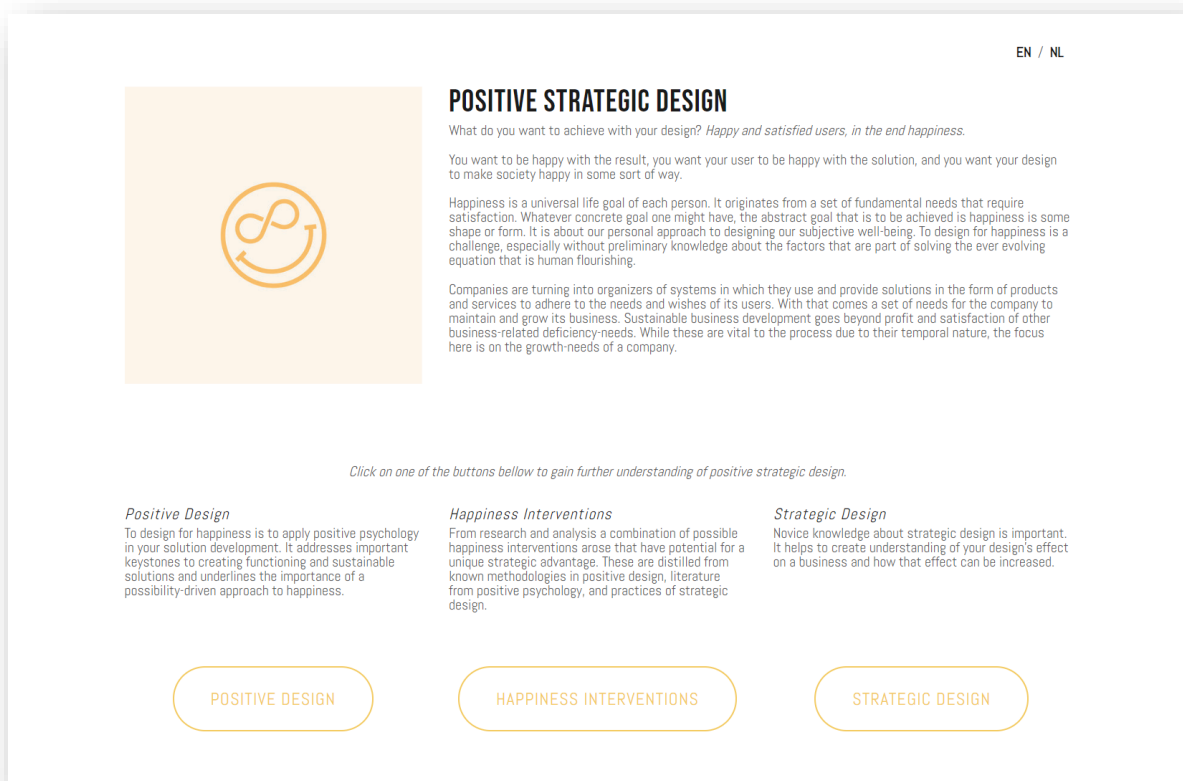 EN / NL
POSITIVE STRATEGIC DESIGN
What do you want to achieve with your design? Happy and satisfied users, in the end happiness.
You want to be happy with the result, you want your user to be happy with the solution, and you want your design
to make society happy in some sort of way.
Happiness is a universal life goal of each person. It originates from a set of fundamental needs that require
satisfaction. Whatever concrete goal one might have, the abstract goal that is to be achieved is happiness is some
shape or form. It is about our personal approach to designing our subjective well-being. To design for happiness is a
challenge, especially without preliminary knowledge about the factors that are part of solving the ever evolving
equation that is human flourishing.
Companies are turning into organizers of systems in which they use and provide solutions in the form of products
and services to adhere to the needs and wishes of its users. With that comes a set of needs for the company to
maintain and grow its business. Sustainable business development goes beyond profit and satisfaction of other
business-related deficiency-needs. While these are vital to the process due to their temporal nature, the focus
here is on the growth-needs of a company.
Click on one of the buttons bellow to gain further understanding of positive strategic design.
Positive Design
To design for happiness is to apply positive psychology
in your solution development. It addresses important
keystones to creating functioning and sustainable
solutions and underlines the importance of a
possibility-driven approach to happiness.
Happiness Interventions
From research and analysis a combination of possible
happiness interventions arose that have potential for a
unique strategic advantage. These are distilled from
known methodologies in positive design, literature
from positive psychology, and practices of strategic
design.
Strategic Design
Novice knowledge about strategic design is important.
It helps to create understanding of your design's effect
on a business and how that effect can be increased.
POSITIVE DESIGN
HAPPINESS INTERVENTIONS
STRATEGIC DESIGN